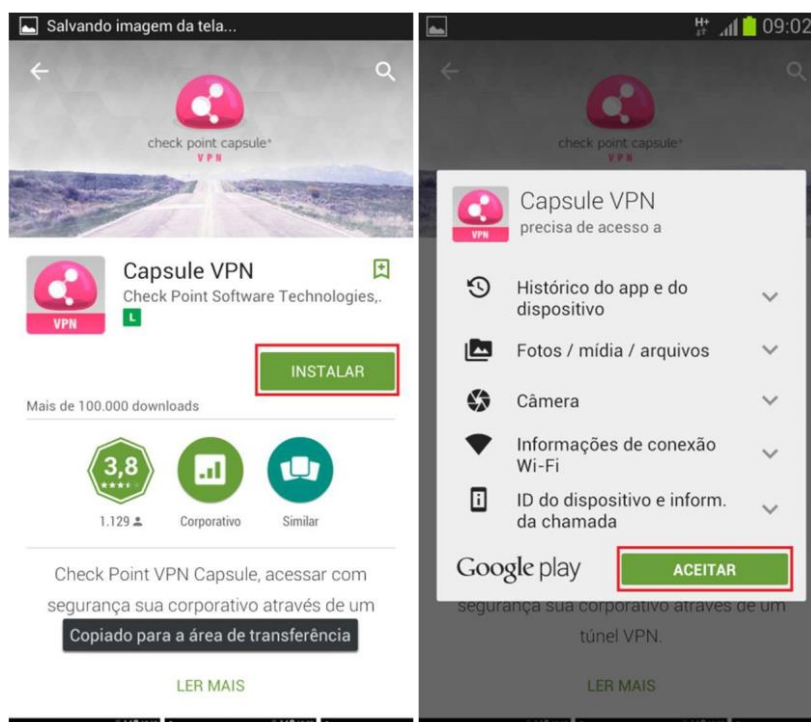 Salvando imagem da tela...
check point capsule
VPN
Capsule VPN
Check Point Software Technologies,.
L
VPN
INSTALAR
Mais de 100.000 downloads
3,8
1.129
Corporativo
Similar
Check Point VPN Capsule, acessar com
segurança sua corporativo através de um
Copiado para a área de transferência
LER MAIS
H+
09:02
check point capsule
VPN
Capsule VPN
precisa de acesso a
VPN
Histórico do app e do
dispositivo
Fotos / mídia / arquivos
Câmera
Informações de conexão
Wi-Fi
ID do dispositivo e inform.
da chamada
Google play
ACEITAR
segurança sua corporativo através de um
túnel VPN.
LER MAIS